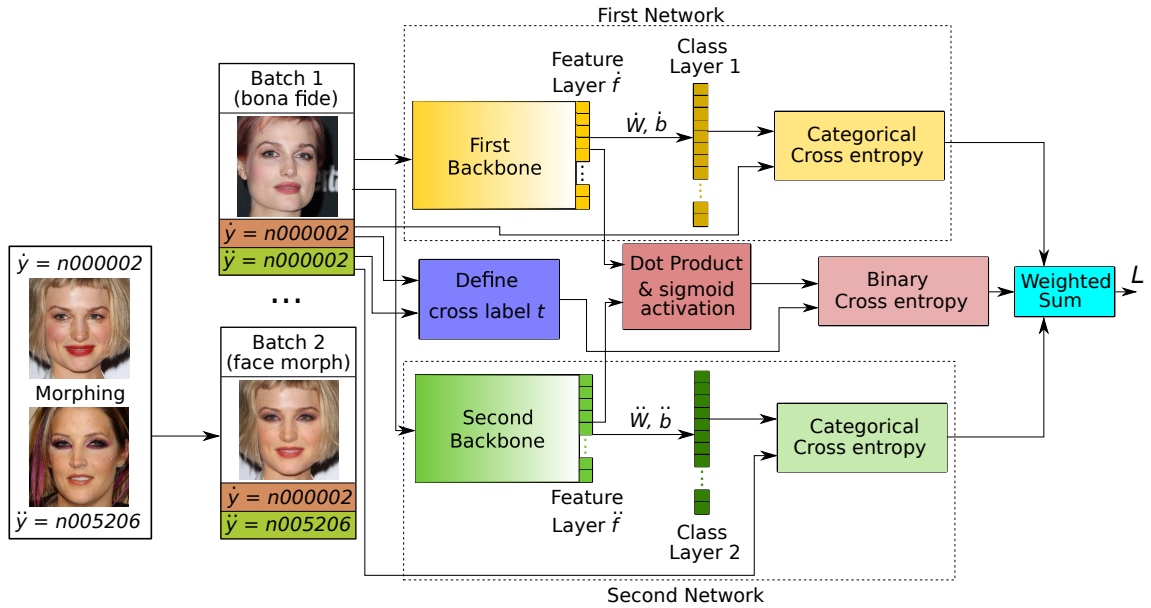 First Network
Batch 1
(bona fide)
Feature
Layer ḟ
Class
Layer 1
First
Backbone
Ẇ, ḃ
Categorical
Cross entropy
ẏ = n000002
ÿ = n000002
...
Define
cross label t
Dot Product
& sigmoid
activation
Binary
Cross entropy
Weighted
Sum
L
ẏ = n000002
Morphing
ÿ = n005206
Batch 2
(face morph)
ẏ = n000002
ÿ = n005206
Second
Backbone
Ẅ, b̈
Categorical
Cross entropy
Feature
Layer f̈
Class
Layer 2
Second Network